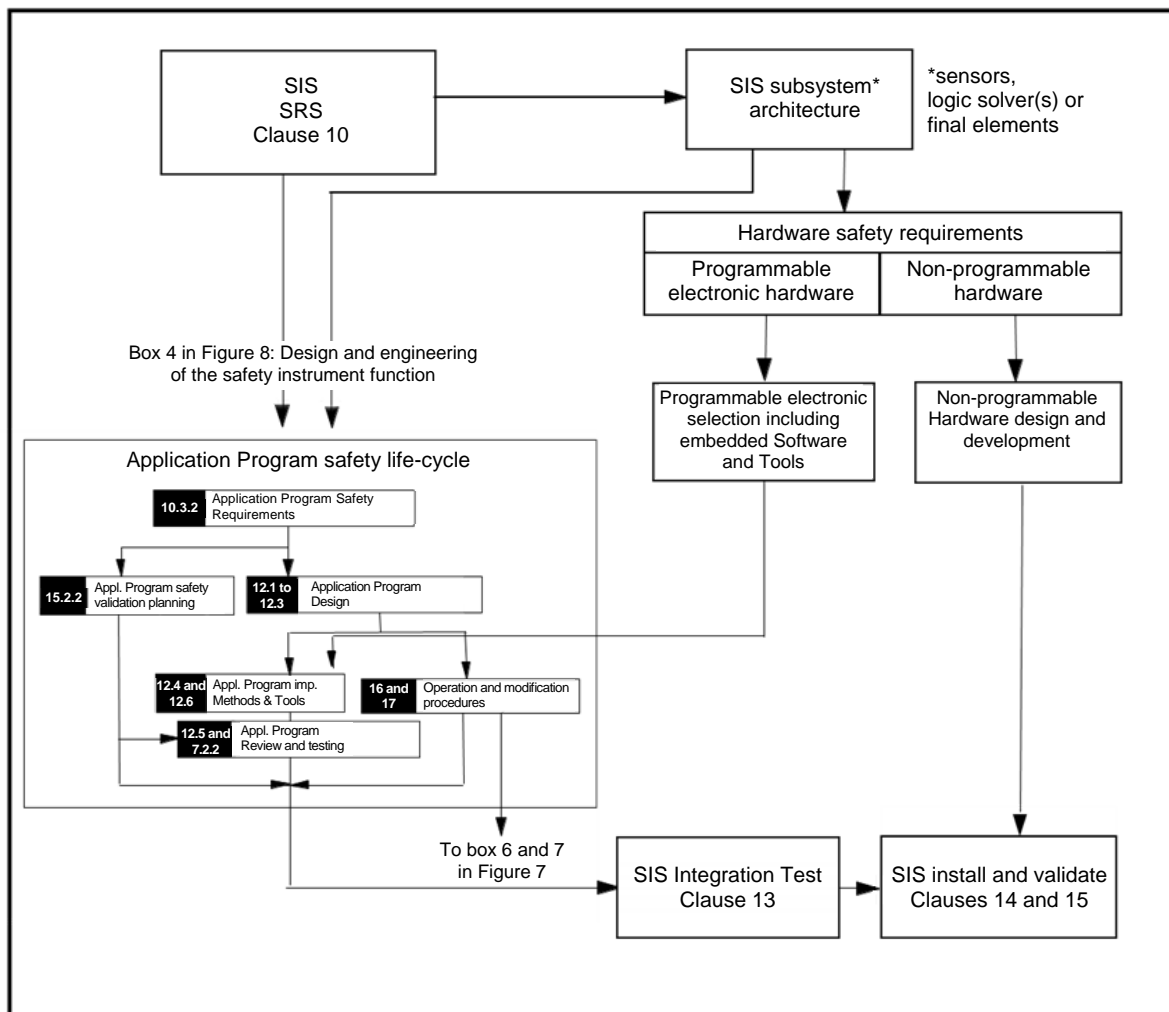 SIS
SRS
Clause 10
SIS subsystem*
architecture
*sensors,
logic solver(s) or
final elements
Hardware safety requirements
Programmable
electronic hardware
Non-programmable
hardware
Box 4 in Figure 8: Design and engineering
of the safety instrument function
Programmable electronic
selection including
embedded Software
and Tools
Non-programmable
Hardware design and
development
Application Program safety life-cycle
10.3.2
Application Program Safety
Requirements
15.2.2
Appl. Program safety
validation planning
12.1 to
12.3
Application Program
Design
12.4 and
12.6
Appl. Program imp.
Methods & Tools
16 and
17
Operation and modification
procedures
12.5 and
7.2.2
Appl. Program
Review and testing
To box 6 and 7
in Figure 7
SIS Integration Test
Clause 13
SIS install and validate
Clauses 14 and 15